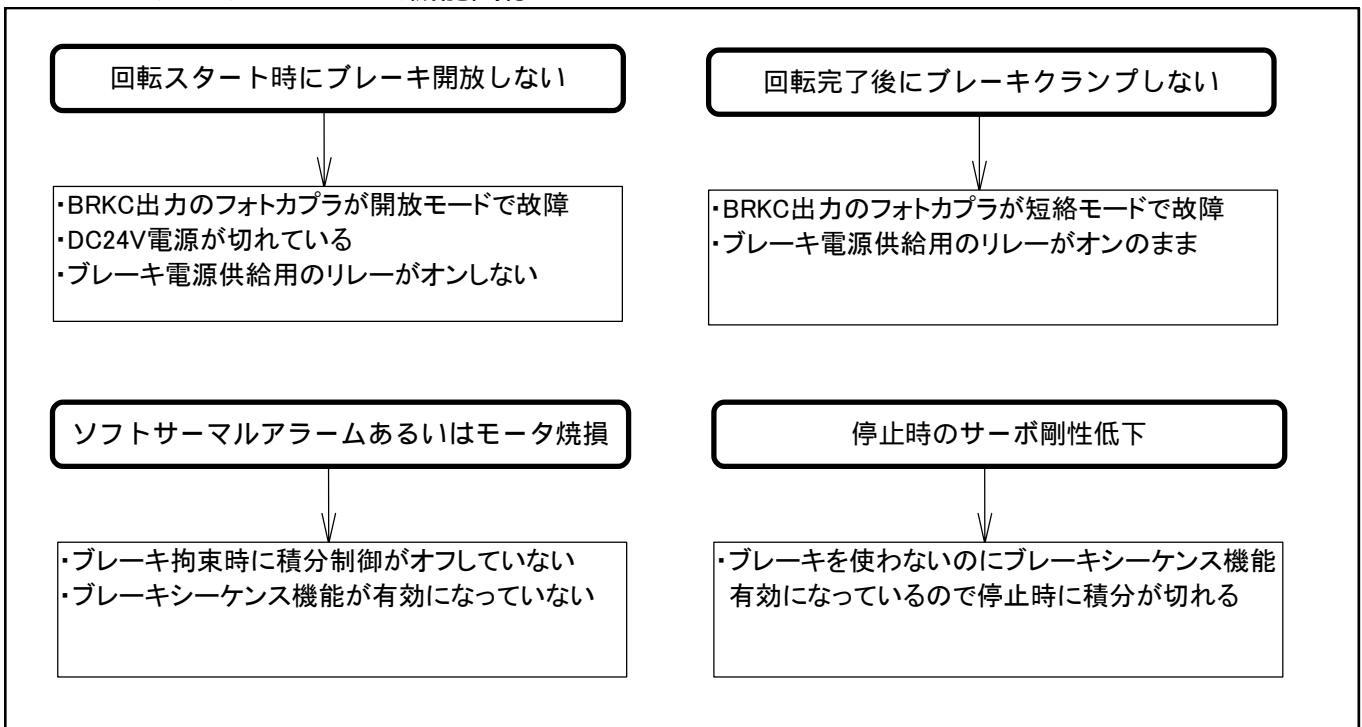 回転スタート時にブレーキ開放しない
・BRKC出力のフォトカプラが開放モードで故障
・DC24V電源が切れている
・ブレーキ電源供給用のリレーがオンしない
回転完了後にブレーキクランプしない
・BRKC出力のフォトカプラが短絡モードで故障
・ブレーキ電源供給用のリレーがオンのまま
ソフトサーマルアラームあるいはモータ焼損
・ブレーキ拘束時に積分制御がオフしていない
・ブレーキシーケンス機能が有効になっていない
停止時のサーボ剛性低下
・ブレーキを使わないのにブレーキシーケンス機能
有効になっているので停止時に積分が切れる